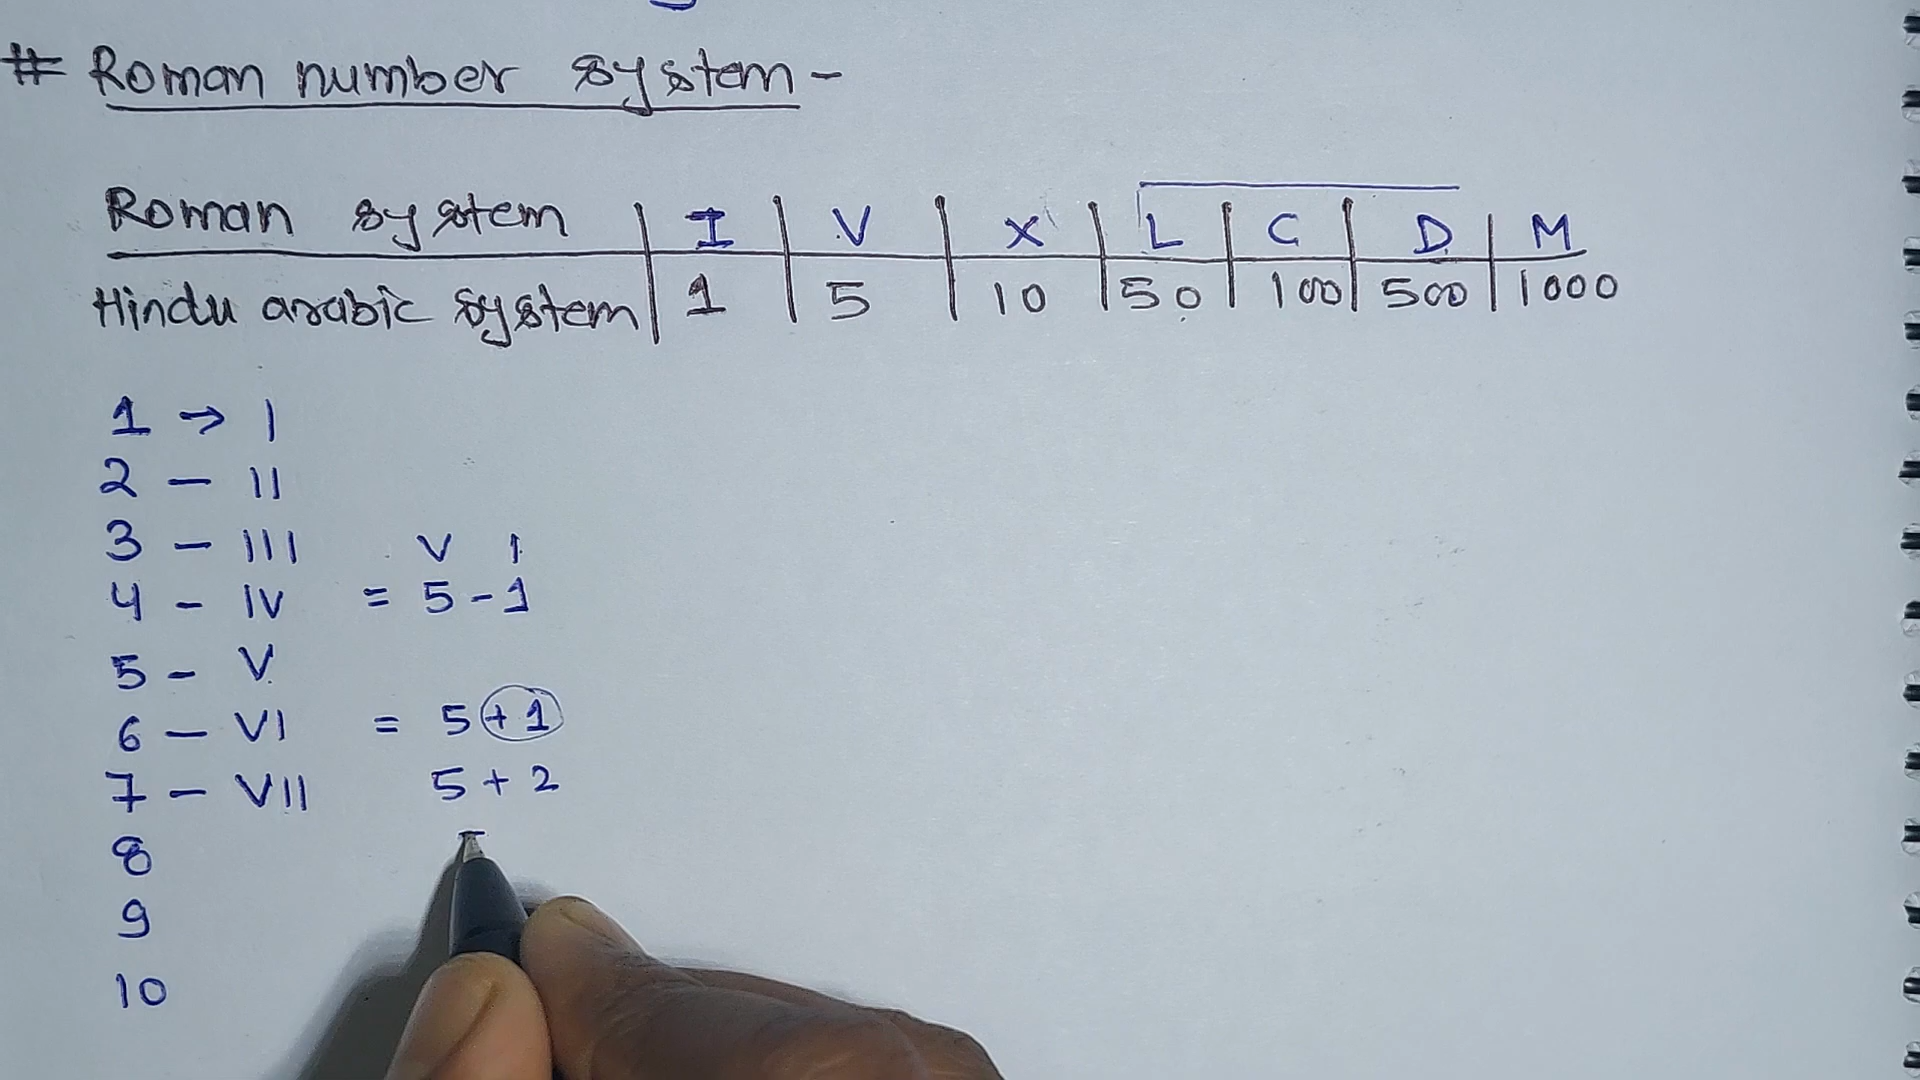 # Roman number system -
Roman system | I | V | X | L | C | D | M
Hindu arabic system | 1 | 5 | 10 | 50 | 100 | 500 | 1000
1 → I
2 - II
3 - III V I
4 - IV = 5 - 1
5 - V
6 - VI = 5 + 1
7 - VII 5 + 2
8
9
10